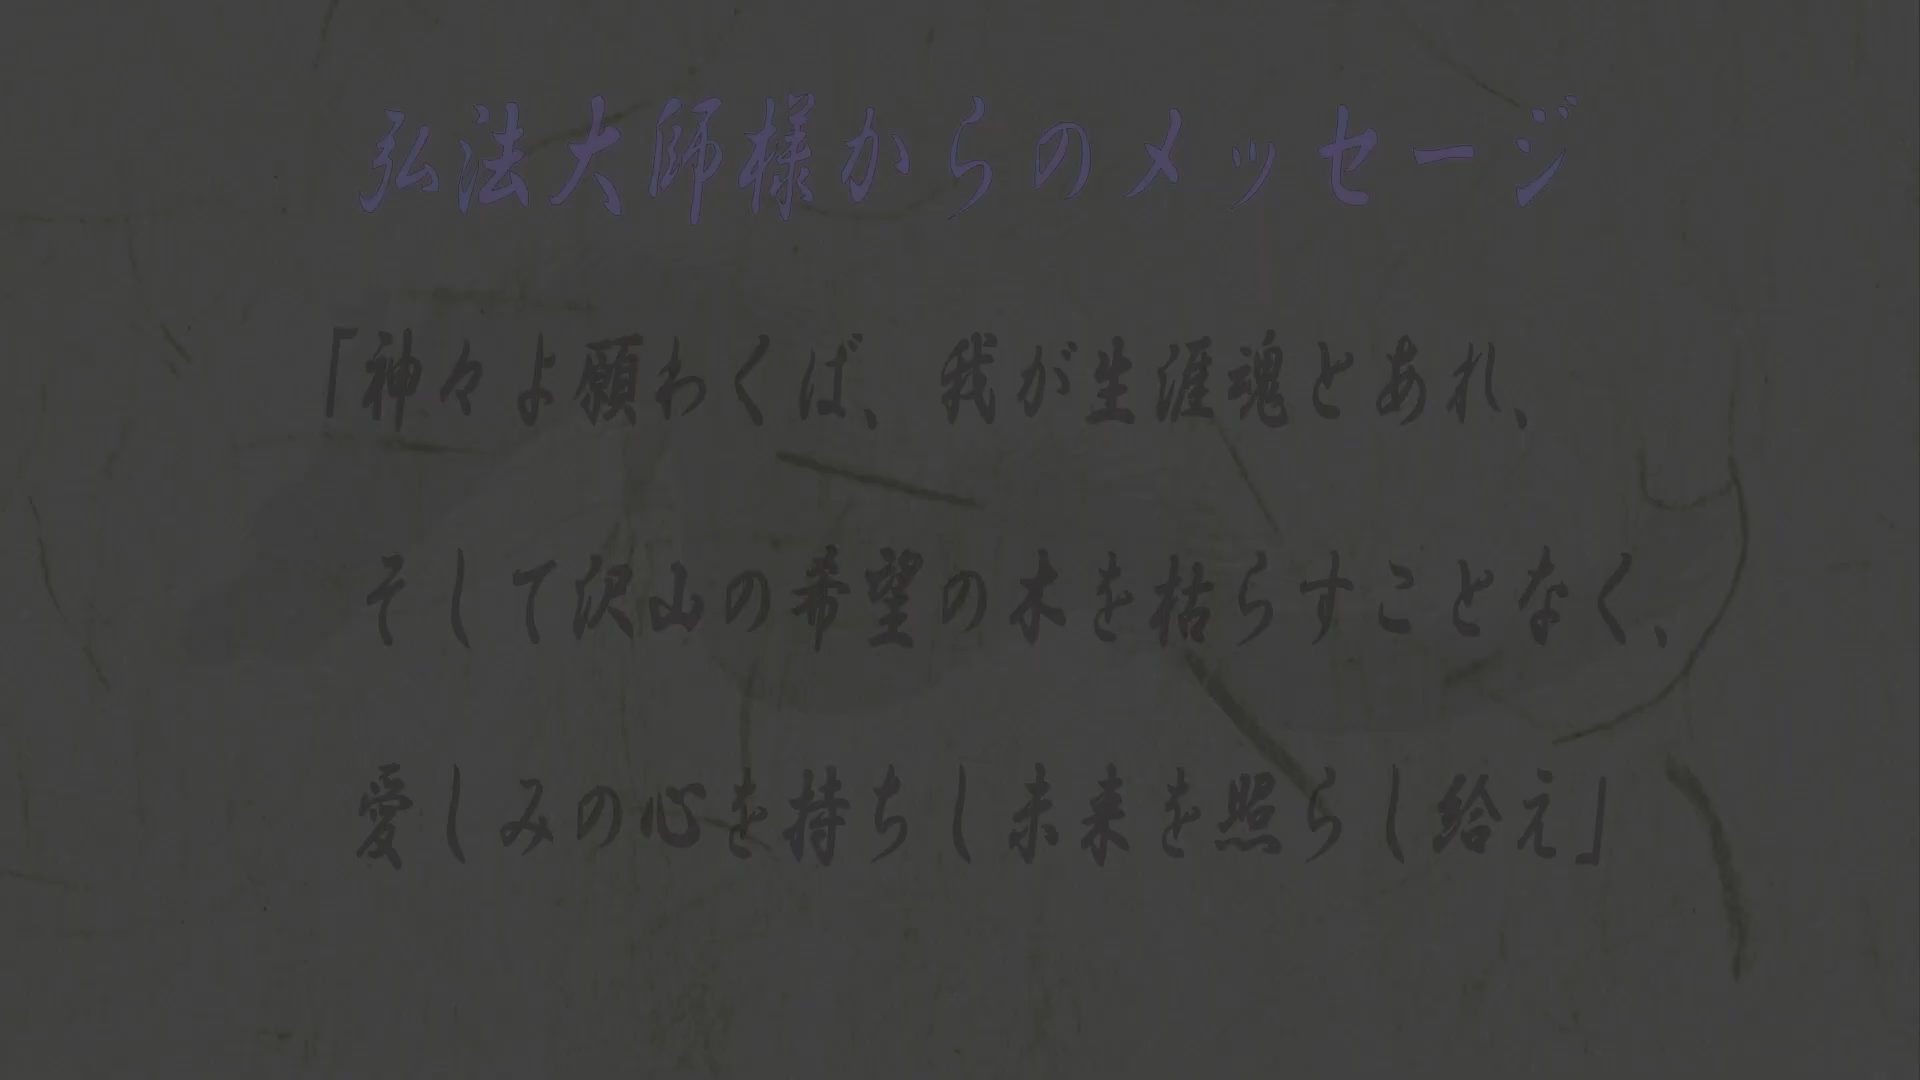 弘法大師様からのメッセージ
「神々よ願わくば、我が生涯魂とあれ、
そして沢山の希望の木を枯らすことなく、
愛しみの心を持ちし未来を照らし給え」